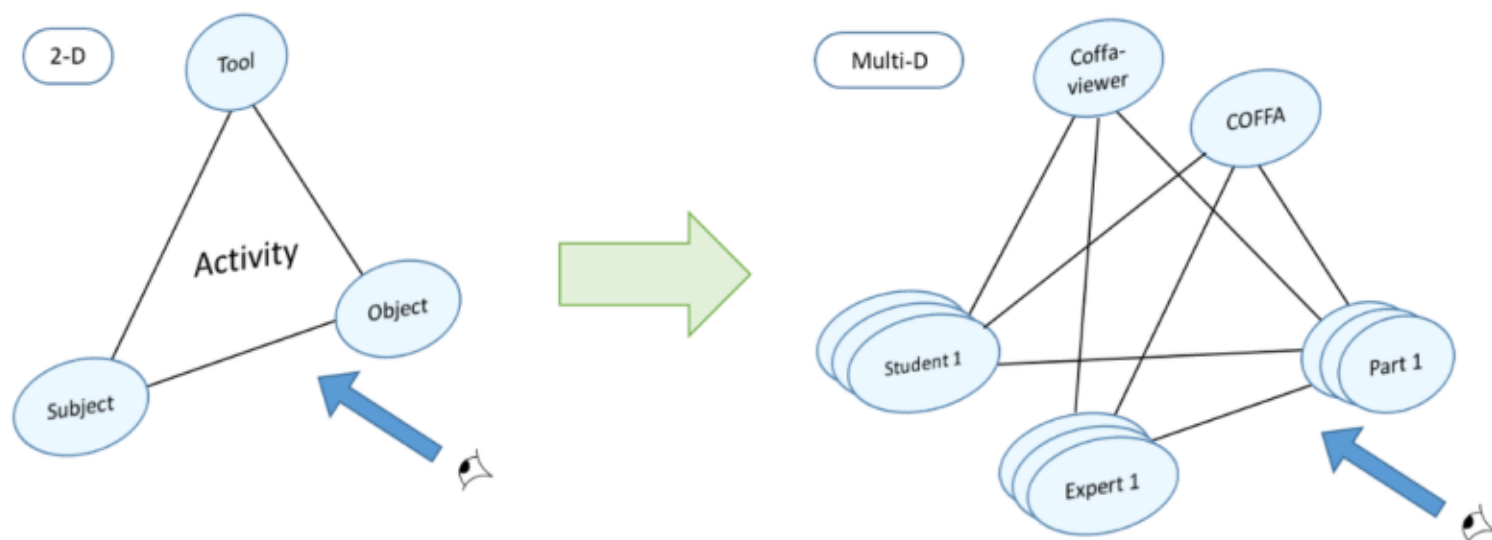 2-D
Tool
Activity
Object
Subject
Multi-D
Coffa-
viewer
COFFA
Student 1
Part 1
Expert 1